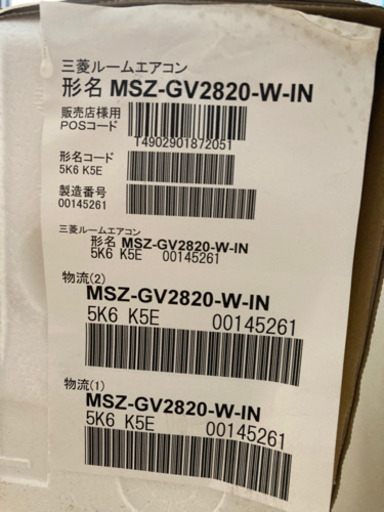 三菱ルームエアコン
形名 MSZ-GV2820-W-IN
販売店様用
POSコード
T4902901872051
形名コード
5K6 K5E
製造番号
00145261
三菱ルームエアコン
形名 MSZ-GV2820-W-IN
5K6 K5E 00145261
物流(2)
MSZ-GV2820-W-IN
5K6 K5E 00145261
物流(1)
MSZ-GV2820-W-IN
5K6 K5E 00145261